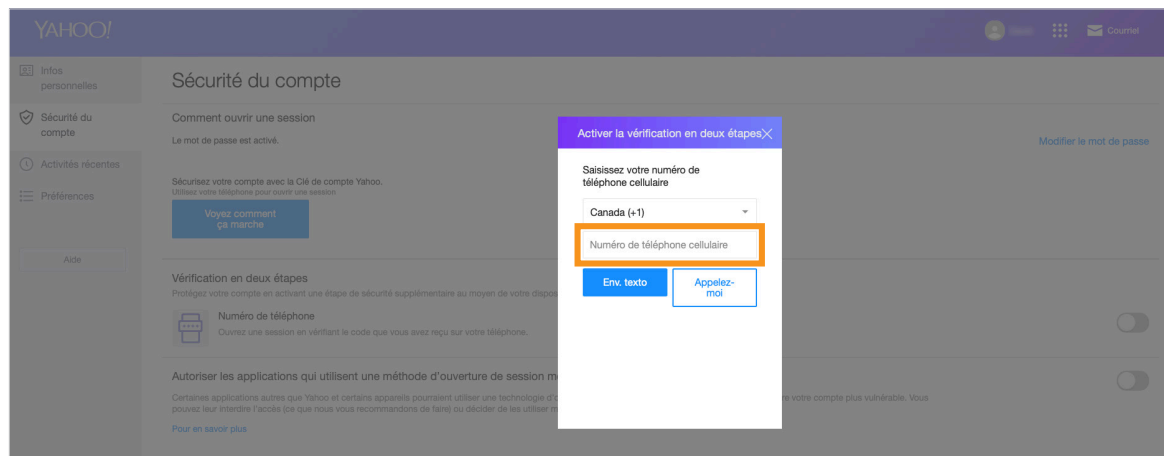 YAHOO!
Courriel
Infos
personnelles
Sécurité du
compte
Activités récentes
Préférences
Aide
Sécurité du compte
Comment ouvrir une session
Le mot de passe est activé.
Modifier le mot de passe
Sécurisez votre compte avec la Clé de compte Yahoo.
Utilisez votre téléphone pour ouvrir une session
Voyez comment
ça marche
Vérification en deux étapes
Protégez votre compte en activant une étape de sécurité supplémentaire au moyen de votre dispos
Numéro de téléphone
Ouvrez une session en vérifiant le code que vous avez reçu sur votre téléphone.
Autoriser les applications qui utilisent une méthode d'ouverture de session m
Certaines applications autres que Yahoo et certains appareils pourraient utiliser une technologie d'o
re votre compte plus vulnérable. Vous
pouvez leur interdire l'accès (ce que nous vous recommandons de faire) ou décider de les utiliser m
Pour en savoir plus
Activer la vérification en deux étapes
Saisissez votre numéro de
téléphone cellulaire
Canada (+1)
Numéro de téléphone cellulaire
Env. texto
Appelez-
moi